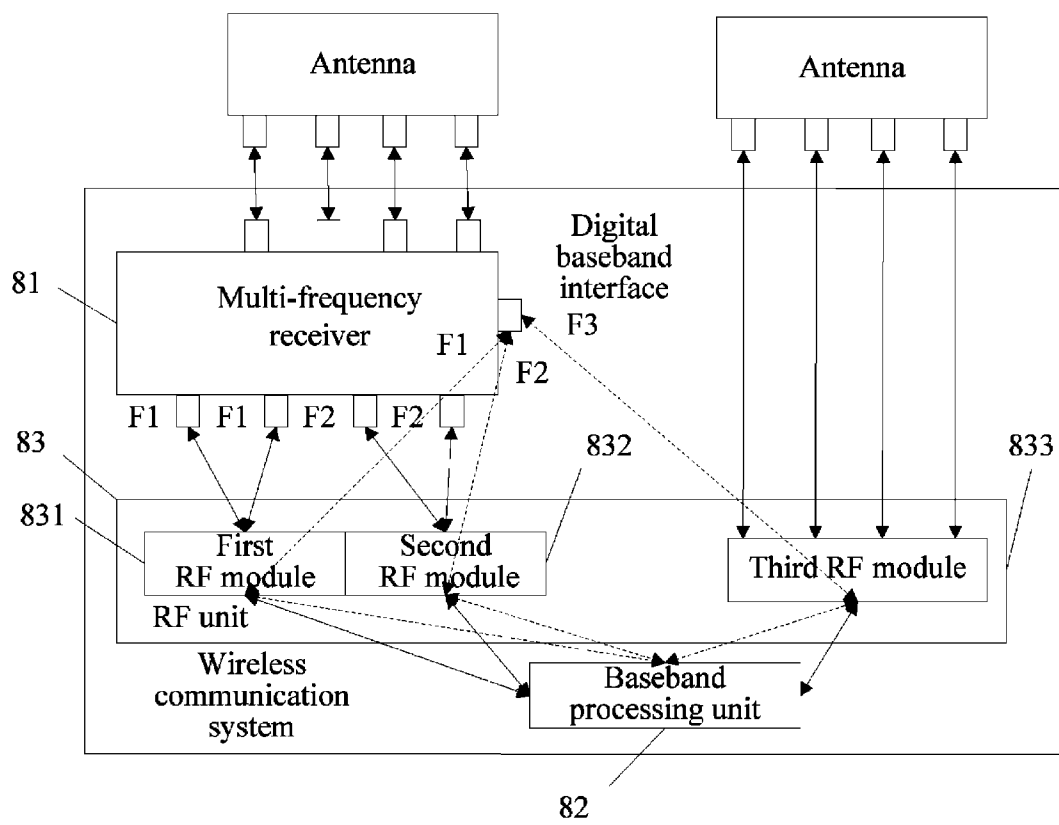 Antenna
Antenna
Digital
baseband
interface
81
Multi-frequency
receiver
F3
F1
F2
F1
F1
F2
F2
83
832
833
831
First
RF module
Second
RF module
Third RF module
RF unit
Wireless
communication
system
Baseband
processing unit
82